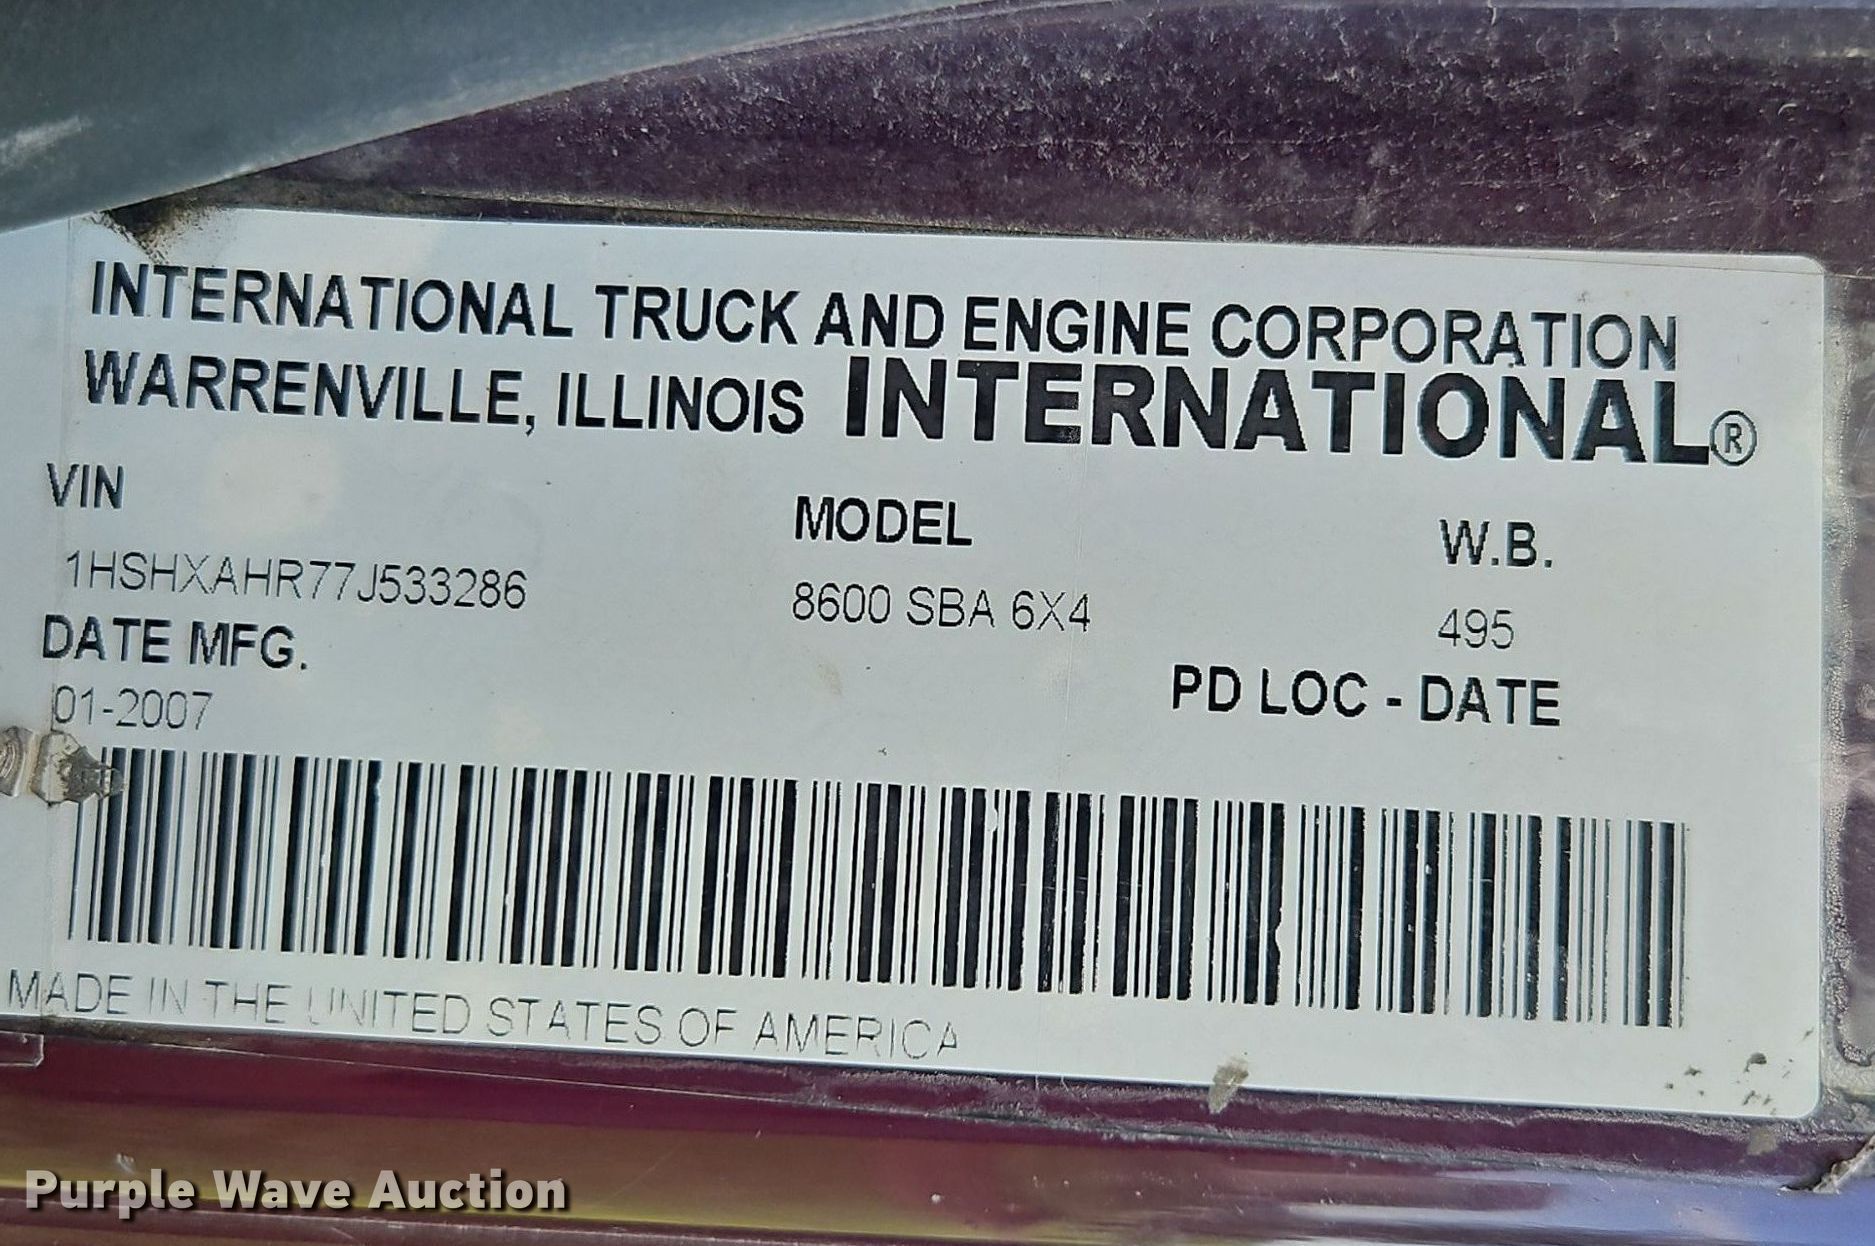 INTERNATIONAL TRUCK AND ENGINE CORPORATION
WARRENVILLE, ILLINOIS INTERNATIONAL®
VIN MODEL W.B.
1HSHXAHR77J533286 8600 SBA 6X4 495
DATE MFG. PD LOC - DATE
01-2007
MADE IN THE UNITED STATES OF AMERICA
Purple Wave Auction